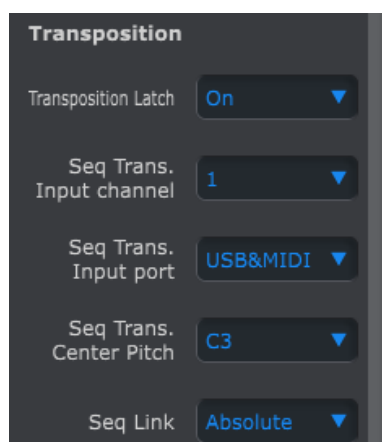 Transposition
Transposition Latch On
Seq Trans.
Input channel 1
Seq Trans.
Input port USB&MIDI
Seq Trans.
Center Pitch C3
Seq Link Absolute